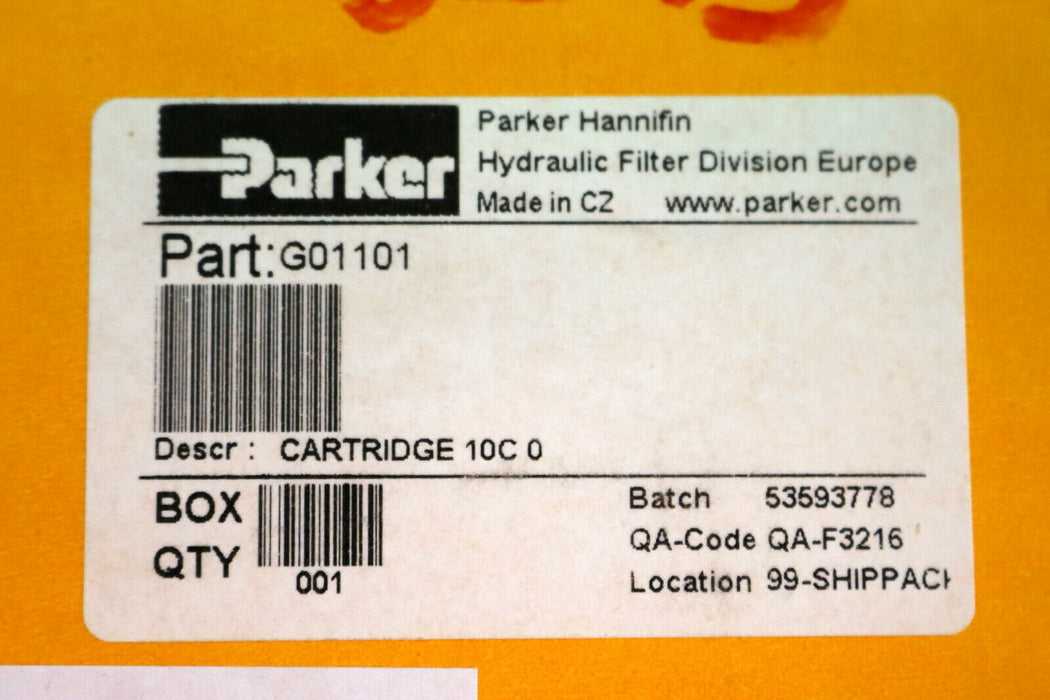 Parker
Parker Hannifin
Hydraulic Filter Division Europe
Made in CZ www.parker.com
Part: G01101
Descr : CARTRIDGE 10C 0
BOX QTY
001
Batch 53593778
QA-Code QA-F3216
Location 99-SHIPPAC